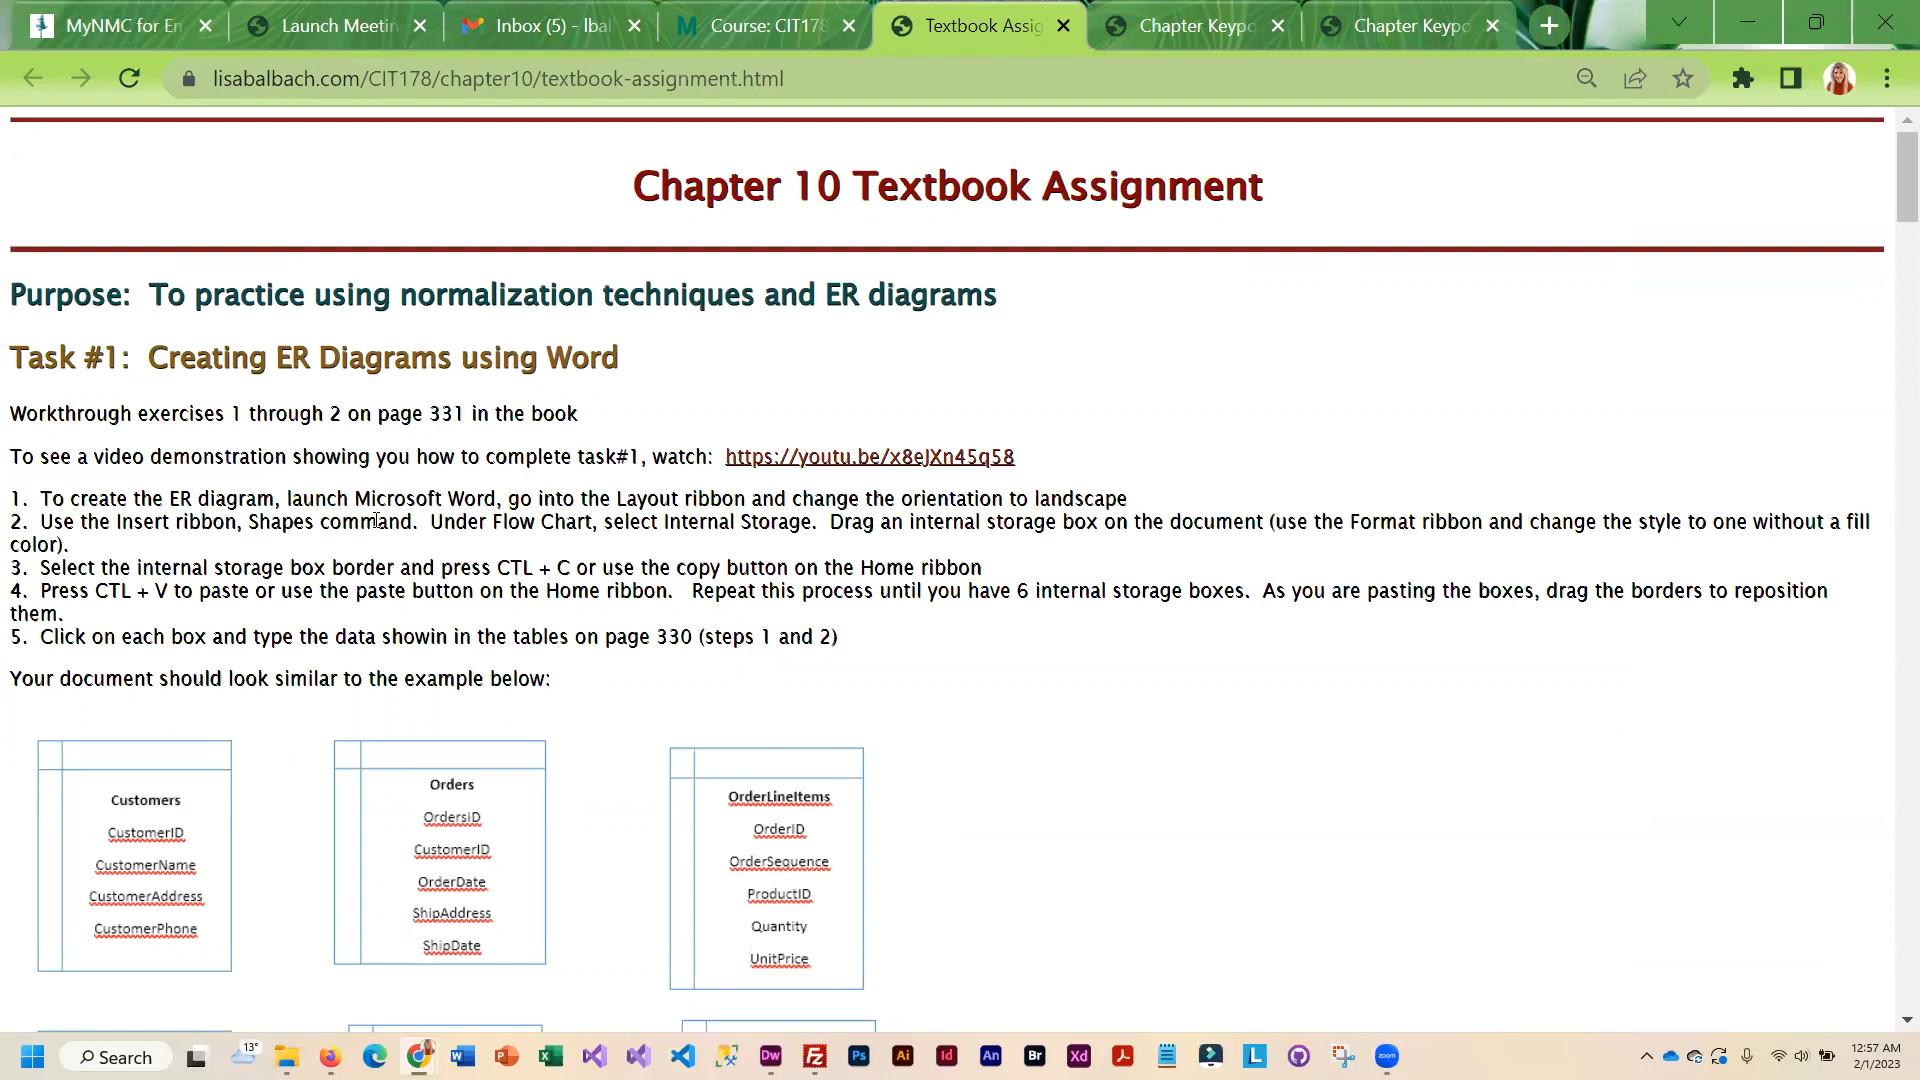 MyNMC for En
Launch Meetin
Inbox (5) - lbal
Course: CIT178
Textbook Assig
Chapter Keypo
Chapter Keypo
lisabalbach.com/CIT178/chapter10/textbook-assignment.html
Chapter 10 Textbook Assignment
Purpose:  To practice using normalization techniques and ER diagrams
Task #1:  Creating ER Diagrams using Word
Workthrough exercises 1 through 2 on page 331 in the book
To see a video demonstration showing you how to complete task#1, watch:  https://youtu.be/x8eJXn45q58
1.  To create the ER diagram, launch Microsoft Word, go into the Layout ribbon and change the orientation to landscape
2.  Use the Insert ribbon, Shapes command.  Under Flow Chart, select Internal Storage.  Drag an internal storage box on the document (use the Format ribbon and change the style to one without a fill
color).
3.  Select the internal storage box border and press CTL + C or use the copy button on the Home ribbon
4.  Press CTL + V to paste or use the paste button on the Home ribbon.   Repeat this process until you have 6 internal storage boxes.  As you are pasting the boxes, drag the borders to reposition
them.
5.  Click on each box and type the data showin in the tables on page 330 (steps 1 and 2)
Your document should look similar to the example below:
Customers
CustomerID
CustomerName
CustomerAddress
CustomerPhone
Orders
OrdersID
CustomerID
OrderDate
ShipAddress
ShipDate
OrderLineItems
OrderID
OrderSequence
ProductID
Quantity
UnitPrice
Search
13°
Dw
Ps
Ai
Id
An
Br
Xd
L
zoom
12:57 AM
2/1/2023